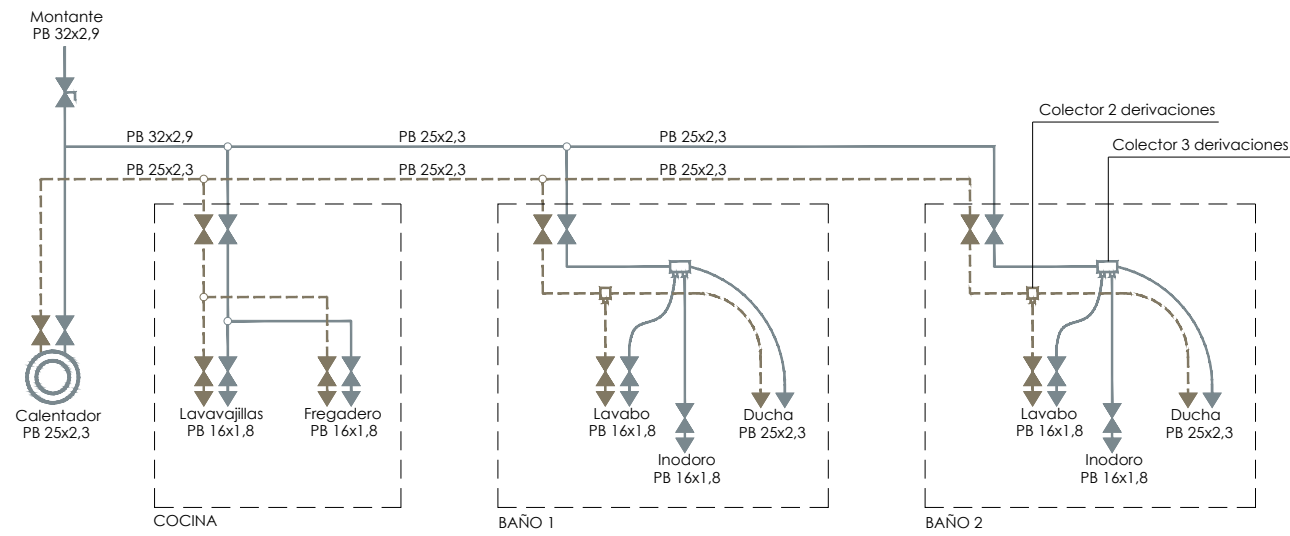 Montante
PB 32x2,9
Colector 2 derivaciones
PB 32x2,9
PB 25x2,3
PB 25x2,3
Colector 3 derivaciones
PB 25x2,3
PB 25x2,3
PB 25x2,3
Calentador
PB 25x2,3
Lavavajillas
PB 16x1,8
Fregadero
PB 16x1,8
COCINA
Lavabo
PB 16x1,8
Ducha
PB 25x2,3
Inodoro
PB 16x1,8
BAÑO 1
Lavabo
PB 16x1,8
Ducha
PB 25x2,3
Inodoro
PB 16x1,8
BAÑO 2